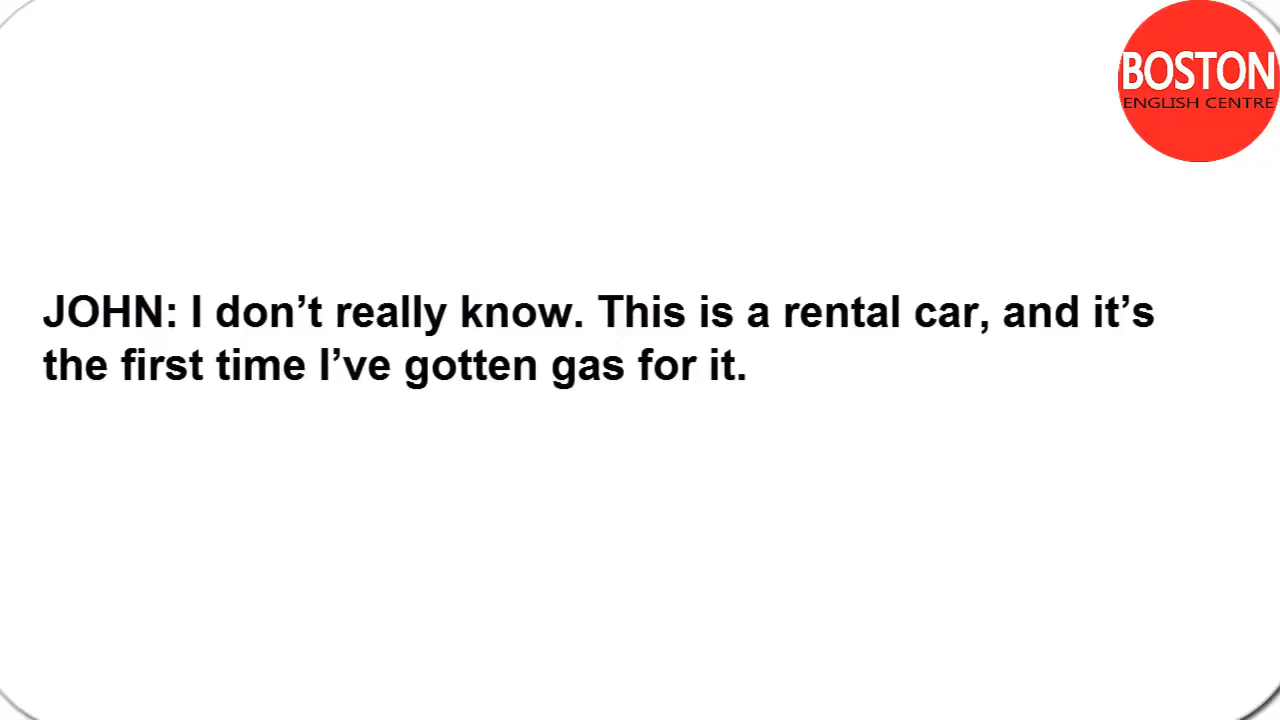 BOSTON
ENGLISH CENTRE
JOHN: I don’t really know. This is a rental car, and it’s
the first time I’ve gotten gas for it.